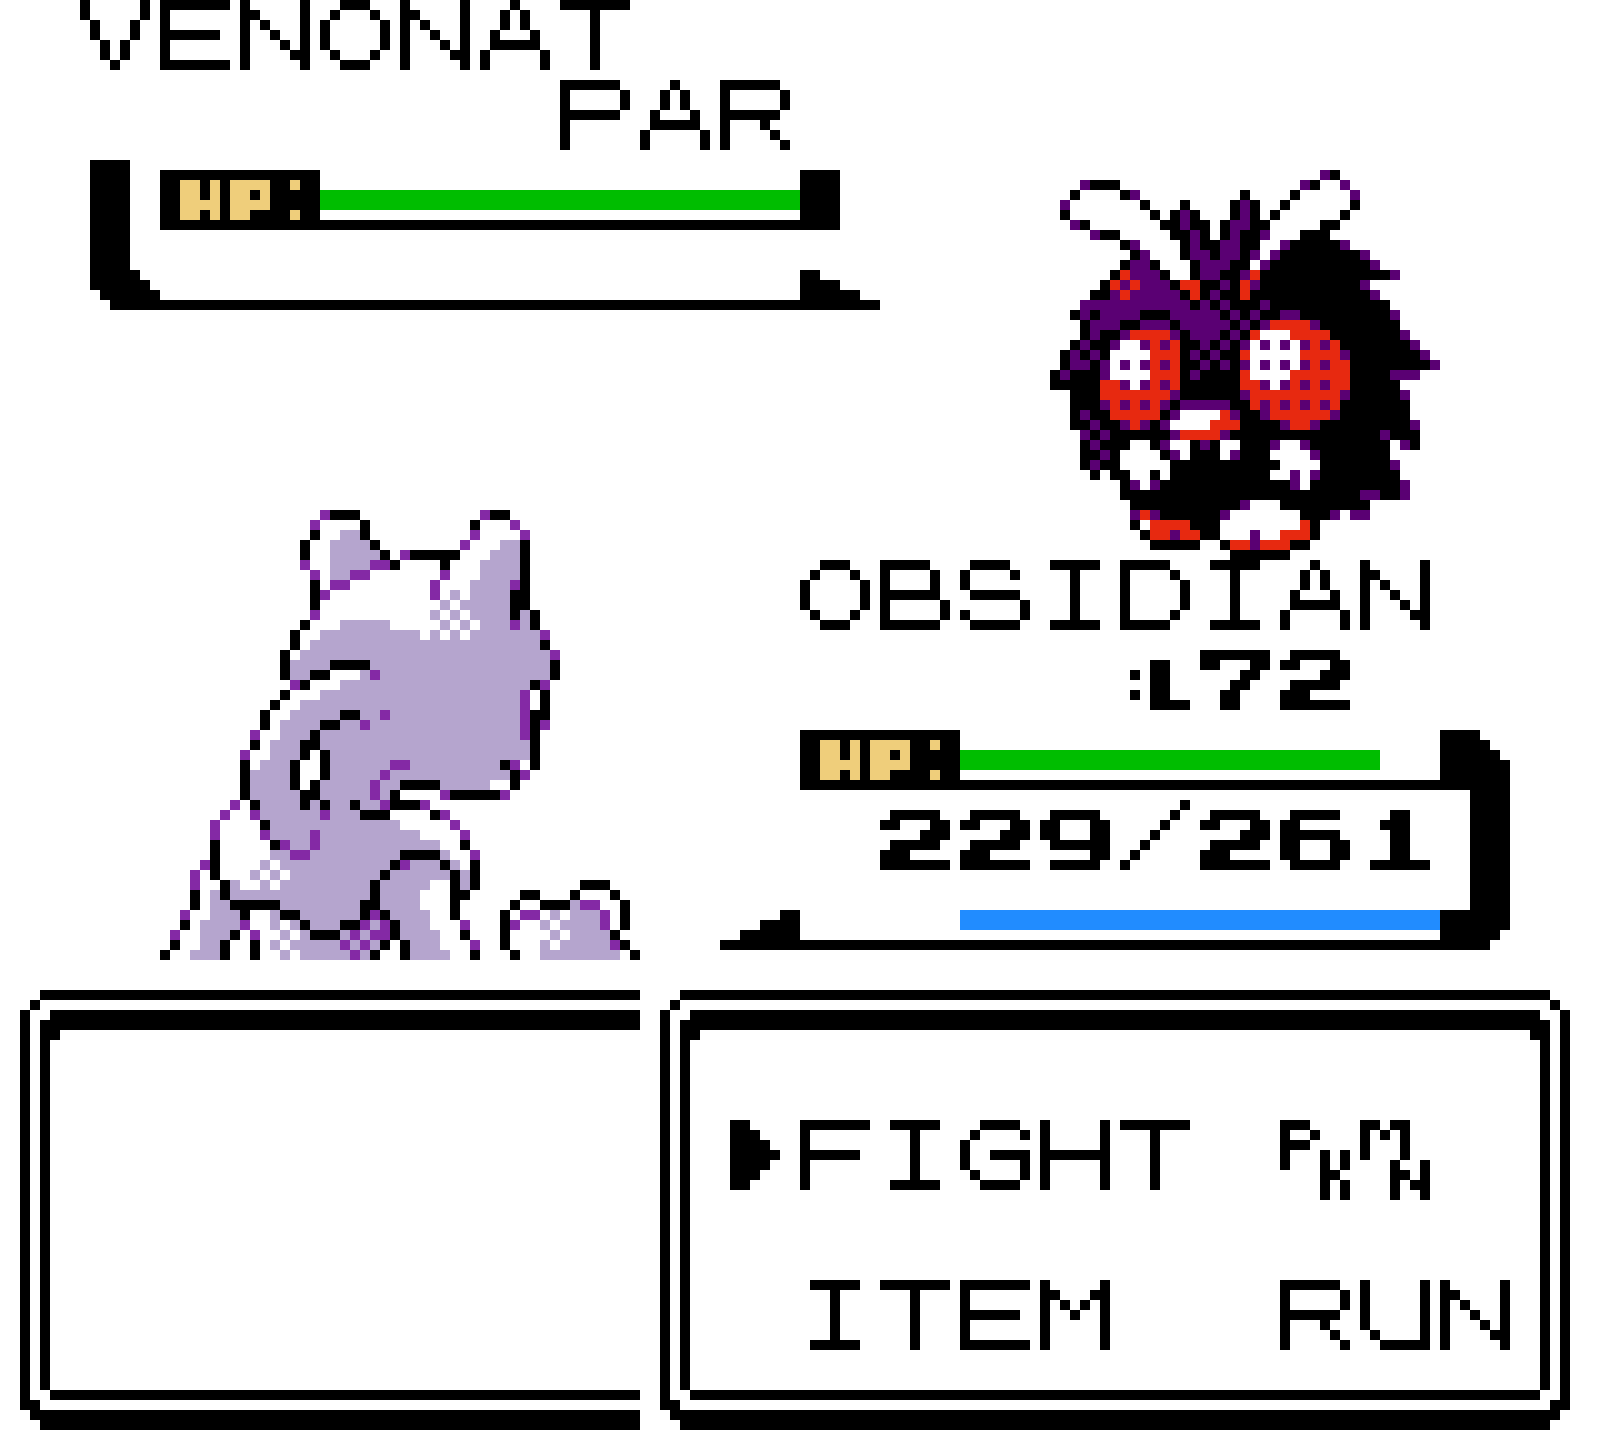 VENONAT
PAR
HP:
OBSIDIAN
:L72
HP:
229/261
▶FIGHT PKMN
ITEM RUN